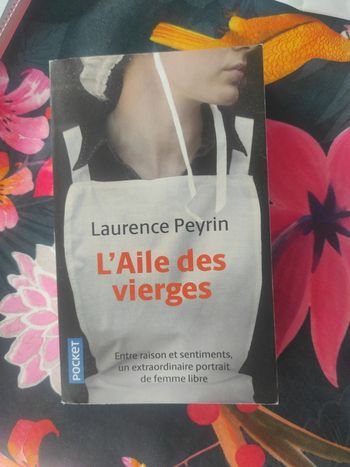 Laurence Peyrin
L'Aile des
vierges
Entre raison et sentiments,
un extraordinaire portrait
de femme libre
POCKET